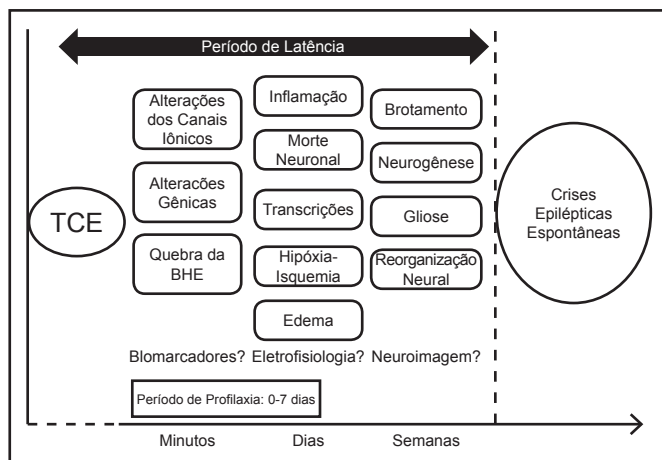 Período de Latência
Alterações
dos Canais
Iônicos
Alteracões
Gênicas
Quebra da
BHE
Inflamação
Morte
Neuronal
Transcrições
Hipóxia-
Isquemia
Edema
Brotamento
Neurogênese
Gliose
Reorganização
Neural
TCE
Crises
Epilépticas
Espontâneas
Blomarcadores? Eletrofisiologia? Neuroimagem?
Período de Profilaxia: 0-7 dias
Minutos Dias Semanas